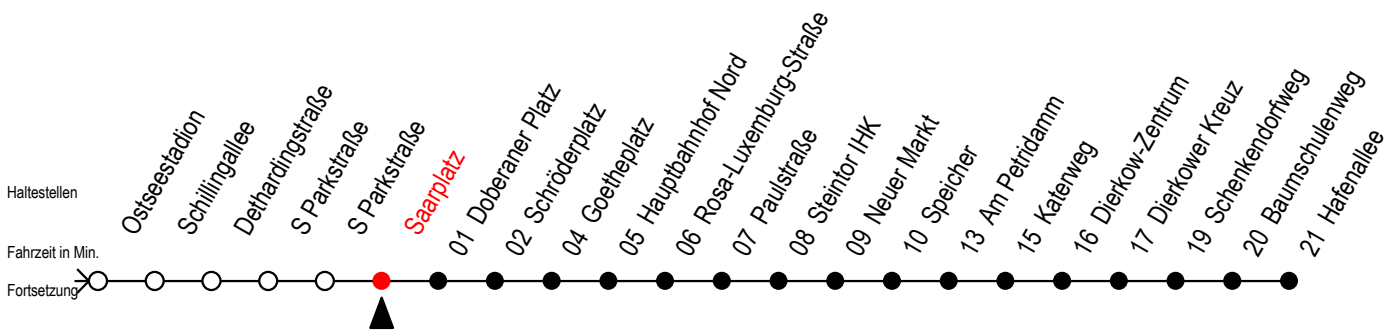 Haltestellen
Ostseestadion
Schillingallee
Dethardingstraße
S Parkstraße
S Parkstraße
Saarplatz
01 Doberaner Platz
02 Schröderplatz
04 Goetheplatz
05 Hauptbahnhof Nord
06 Rosa-Luxemburg-Straße
07 Paulstraße
08 Steintor IHK
09 Neuer Markt
10 Speicher
13 Am Petridamm
15 Katenweg
16 Dierkow-Zentrum
17 Dierkower Kreuz
19 Schenkendorfweg
20 Baumschulenweg
21 Hafenallee
Fahrzeit in Min.
Fortsetzung